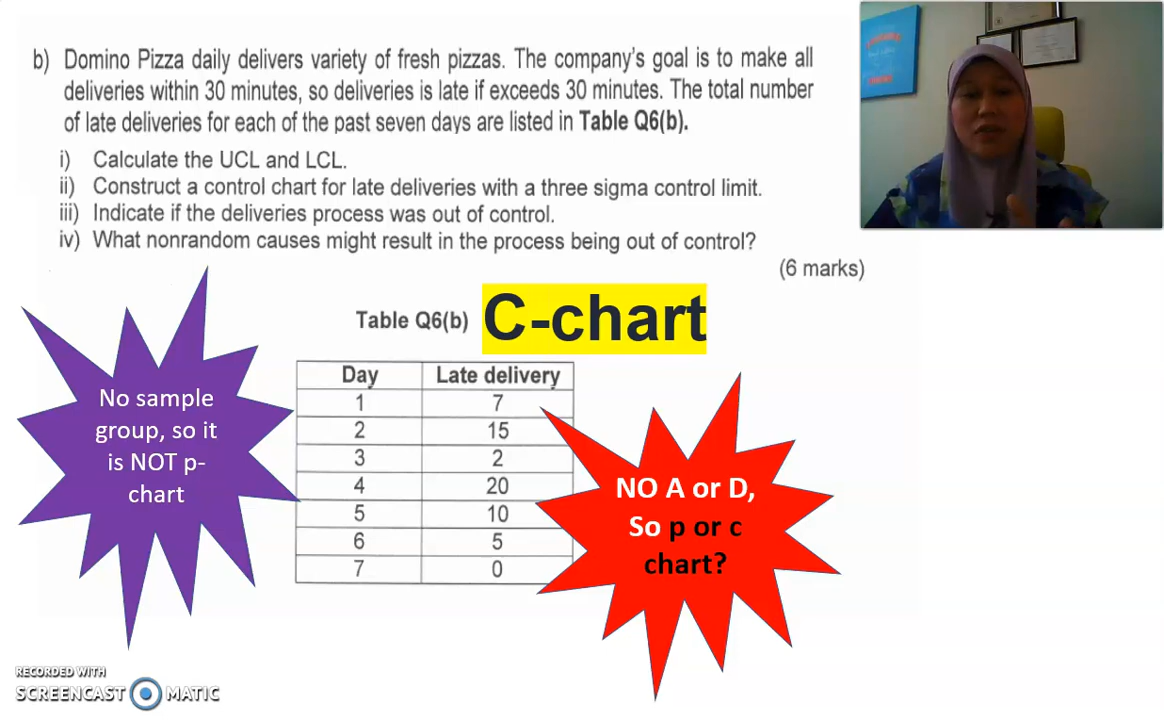 b) Domino Pizza daily delivers variety of fresh pizzas. The company's goal is to make all
deliveries within 30 minutes, so deliveries is late if exceeds 30 minutes. The total number
of late deliveries for each of the past seven days are listed in Table Q6(b).
i) Calculate the UCL and LCL.
ii) Construct a control chart for late deliveries with a three sigma control limit.
iii) Indicate if the deliveries process was out of control.
iv) What nonrandom causes might result in the process being out of control?
(6 marks)
Table Q6(b)
C-chart
Day Late delivery
1 7
2 15
3 2
4 20
5 10
6 5
7 0
No sample
group, so it
is NOT p-
chart
NO A or D,
So p or c
chart?
RECORDED WITH
SCREENCAST MATIC